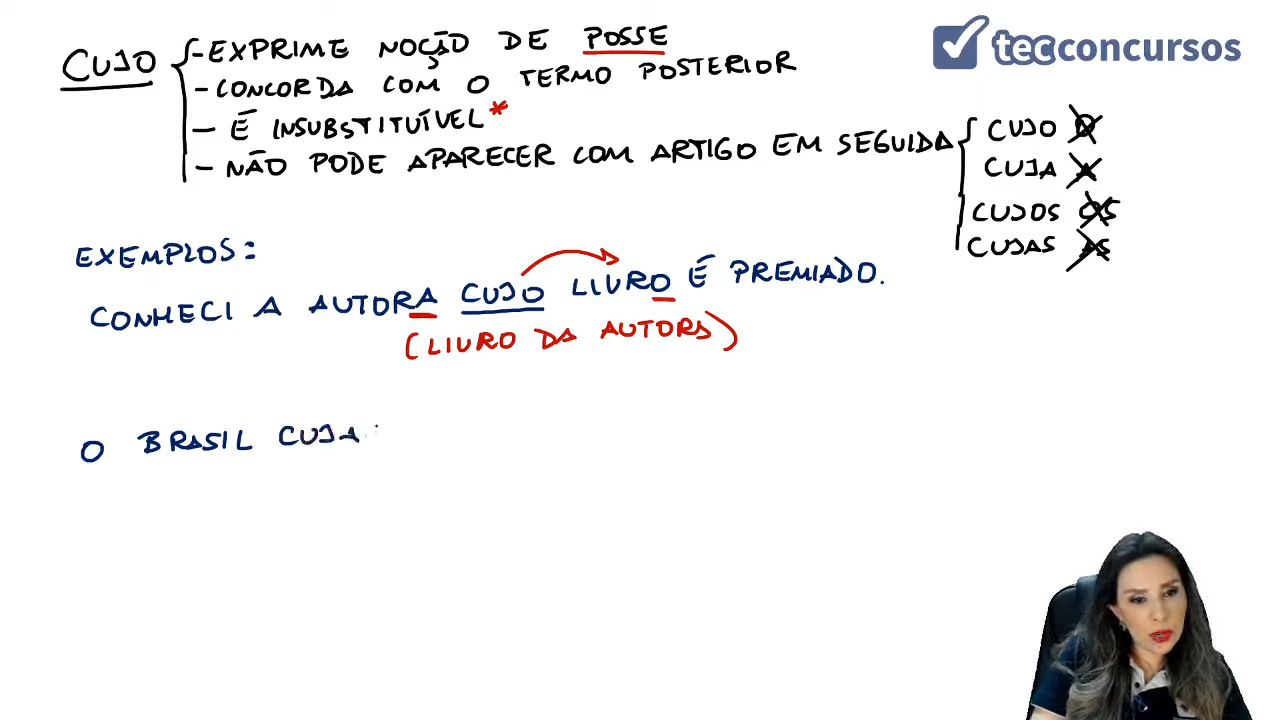 CUJO
- EXPRIME NOÇÃO DE POSSE
- CONCORDA COM O TERMO POSTERIOR
- É INSUBSTITUÍVEL*
- NÃO PODE APARECER COM ARTIGO EM SEGUIDA
CUJO O
CUJA A
CUJOS OS
CUJAS AS
tecconcursos
EXEMPLOS:
CONHECI A AUTORA CUJO LIVRO É PREMIADO.
(LIVRO DA AUTORA)
O BRASIL CUJA